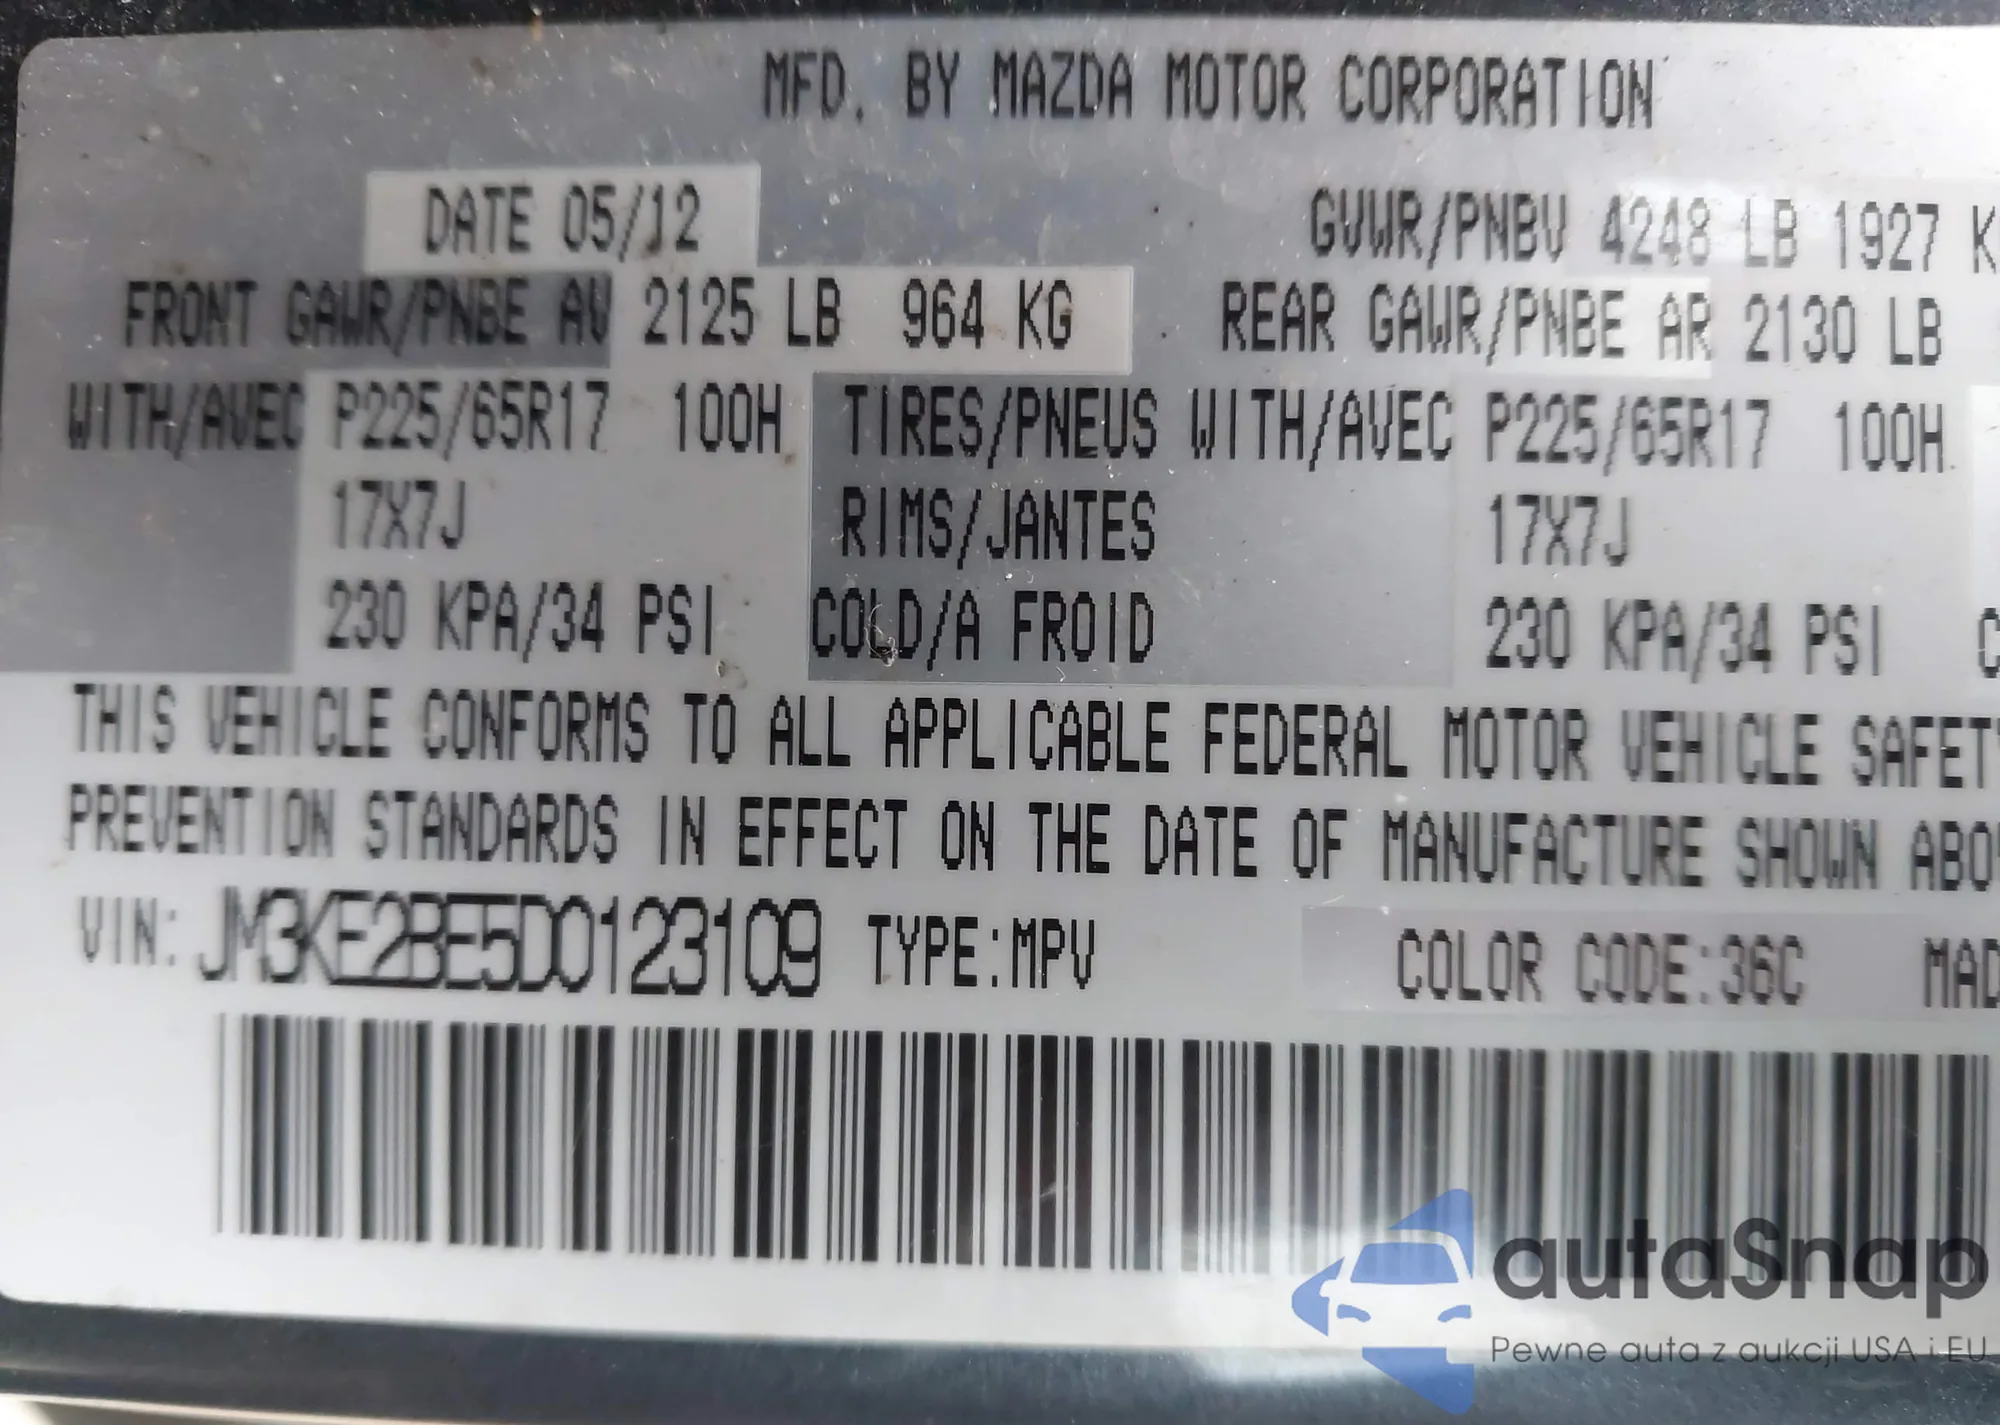 MFD. BY MAZDA MOTOR CORPORATION
DATE 05/12 GVWR/PNBV 4248 LB 1927 K
FRONT GAWR/PNBE AV 2125 LB 964 KG REAR GAWR/PNBE AR 2130 LB
WITH/AVEC P225/65R17 100H TIRES/PNEUS WITH/AVEC P225/65R17 100H
17X7J RIMS/JANTES 17X7J
230 KPA/34 PSI COLD/A FROID 230 KPA/34 PSI C
THIS VEHICLE CONFORMS TO ALL APPLICABLE FEDERAL MOTOR VEHICLE SAFETY
PREVENTION STANDARDS IN EFFECT ON THE DATE OF MANUFACTURE SHOWN ABO
VIN: JM3KE2BE5D0123109 TYPE:MPV COLOR CODE:36C MAD
autaSnap
Pewne auta z aukcji USA i EU